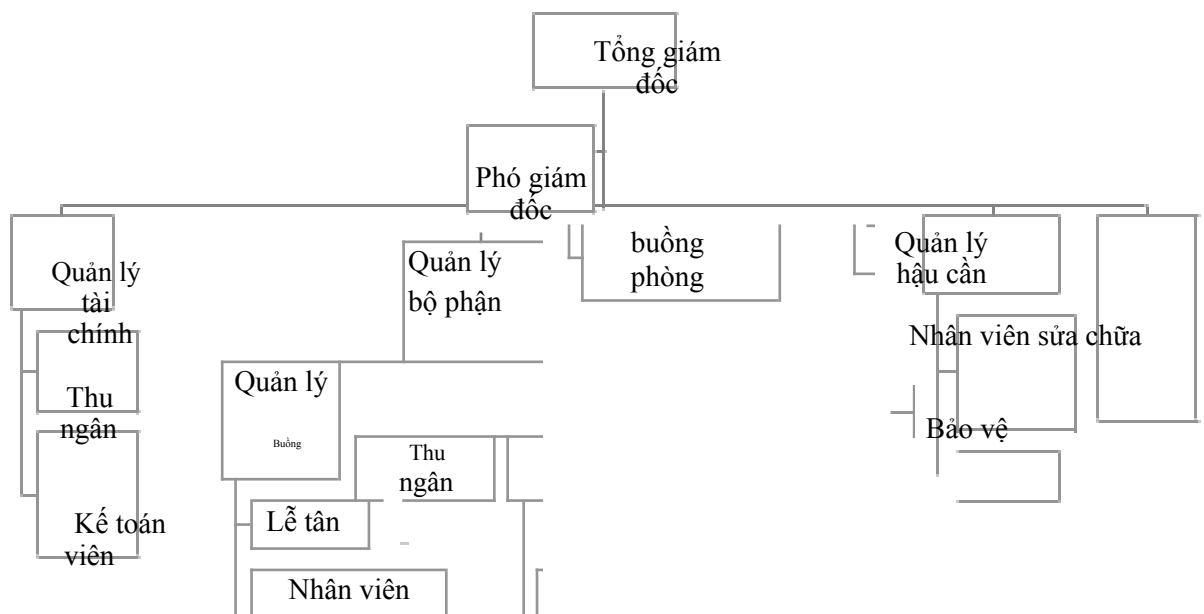 Tổng giám
đốc
Phó giám
đốc
Quản lý
tài
chính
Thu
ngân
Kế toán
viên
Quản lý
bộ phận
Quản lý
Buồng
Thu
ngân
Lễ tân
Nhân viên
buồng
phòng
Quản lý
hậu cần
Nhân viên sửa chữa
Bảo vệ